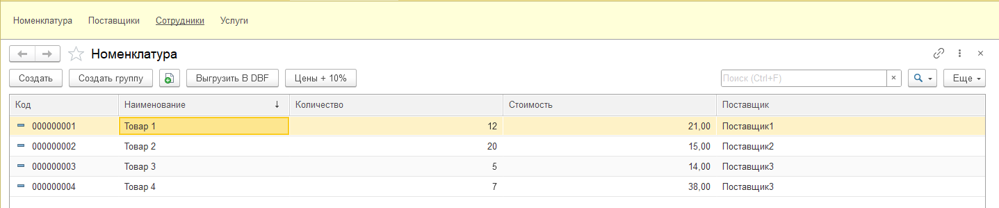 Номенклатура Поставщики Сотрудники Услуги
Номенклатура
Создать Создать группу Выгрузить В DBF Цены + 10% Поиск (Ctrl+F) × Еще
Код Наименование ↓ Количество Стоимость Поставщик
000000001 Товар 1 12 21,00 Поставщик1
000000002 Товар 2 20 15,00 Поставщик2
000000003 Товар 3 5 14,00 Поставщик3
000000004 Товар 4 7 38,00 Поставщик3